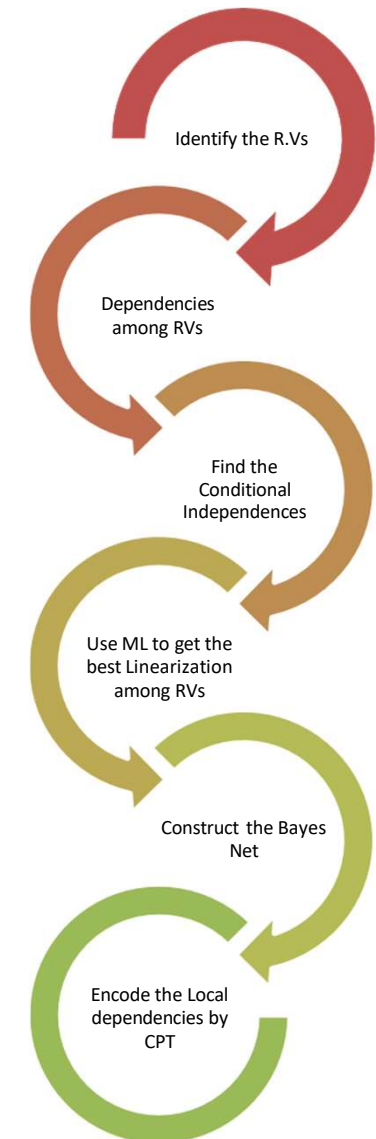 Identify the R.Vs
Dependencies
among RVs
Find the
Conditional
Independences
Use ML to get the
best Linearization
among RVs
Construct the Bayes
Net
Encode the Local
dependencies by
CPT